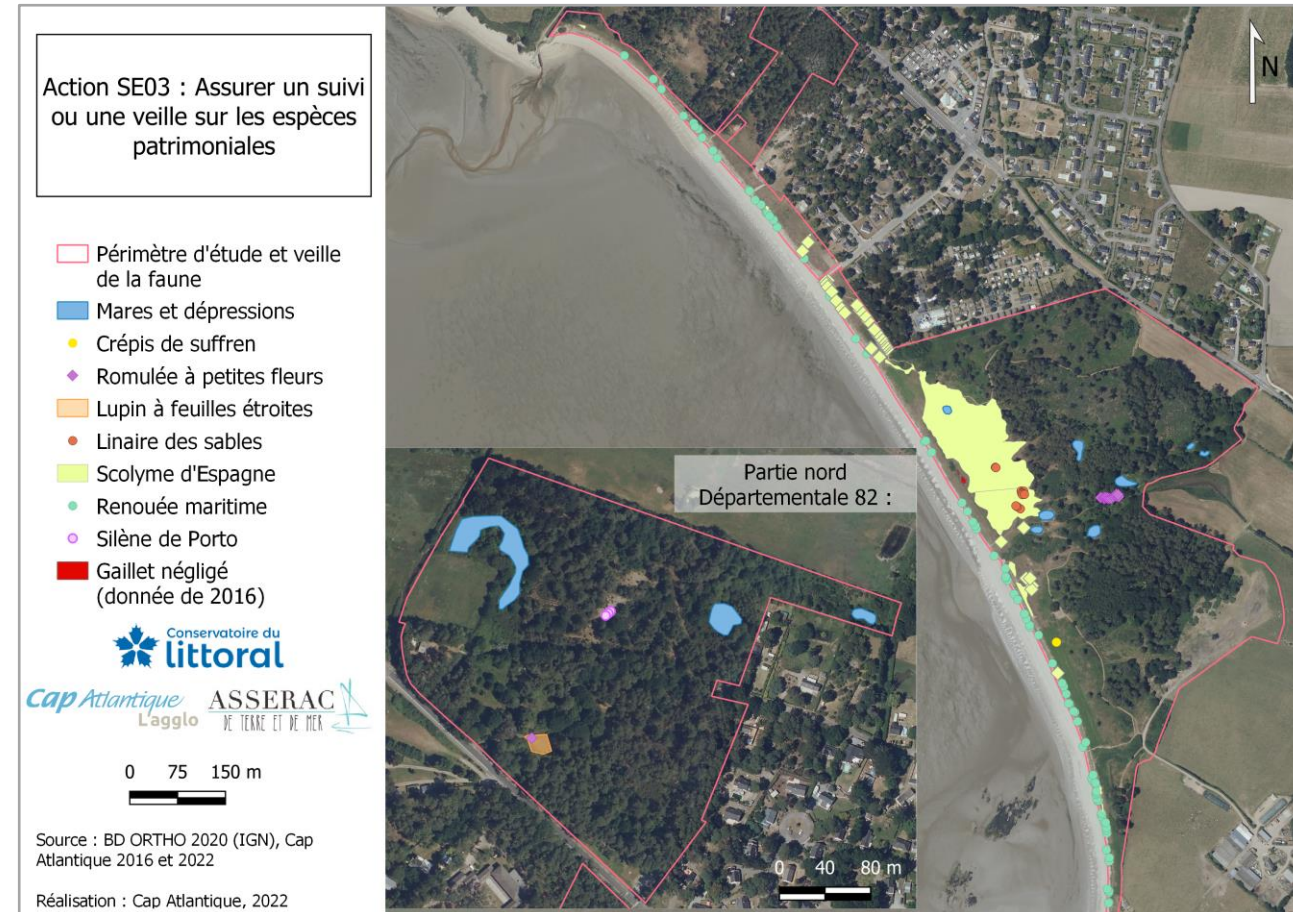 Action SE03 : Assurer un suivi
ou une veille sur les espèces
patrimoniales
Périmètre d'étude et veille
de la faune
Mares et dépressions
Crépis de suffren
Romulée à petites fleurs
Lupin à feuilles étroites
Linaire des sables
Scolyme d'Espagne
Renouée maritime
Silène de Porto
Gaillet négligé
(donnée de 2016)
Conservatoire du
littoral
Cap Atlantique
L'agglo
ASSERAC
DE TERRE ET DE MER
0 75 150 m
Source : BD ORTHO 2020 (IGN), Cap
Atlantique 2016 et 2022
Réalisation : Cap Atlantique, 2022
N
Partie nord
Départementale 82 :
0 40 80 m